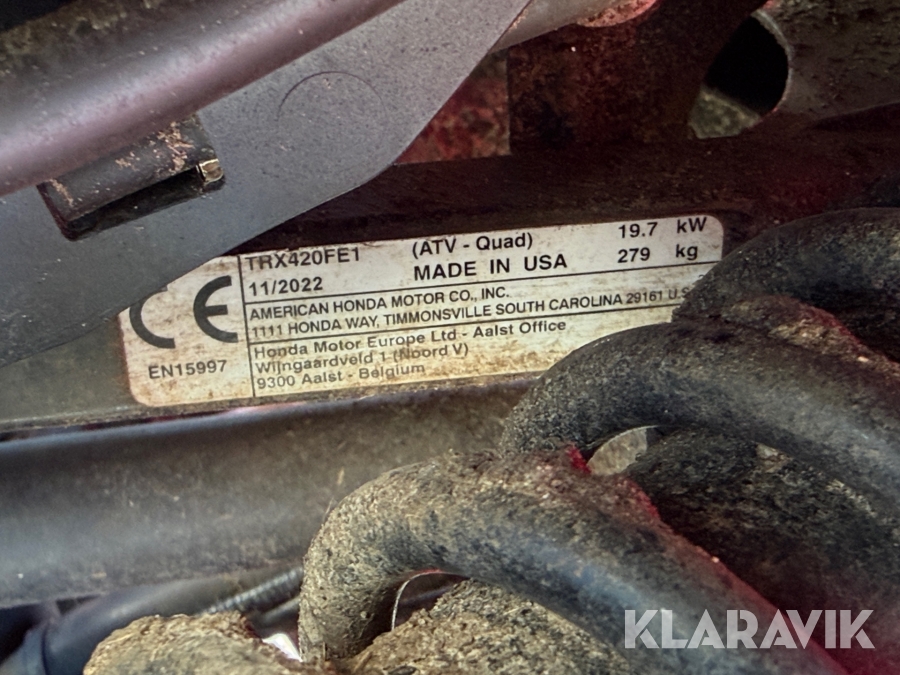 TRX420FE1 (ATV - Quad) 19.7 kW
11/2022 MADE IN USA 279 kg
AMERICAN HONDA MOTOR CO., INC.
1111 HONDA WAY, TIMMONSVILLE SOUTH CAROLINA 29161 U.S
Honda Motor Europe Ltd - Aalst Office
Wijngaardveld 1 (Noord V)
9300 Aalst - Belgium
CE
EN15997
KLARAVIK